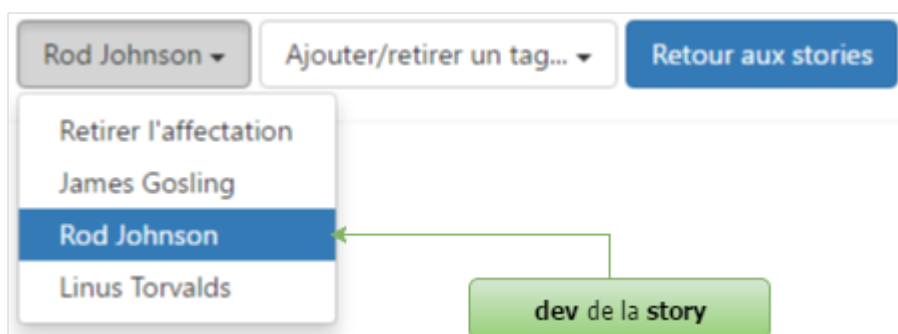 Rod Johnson
Ajouter/retirer un tag...
Retour aux stories
Retirer l'affectation
James Gosling
Rod Johnson
Linus Torvalds
dev de la story